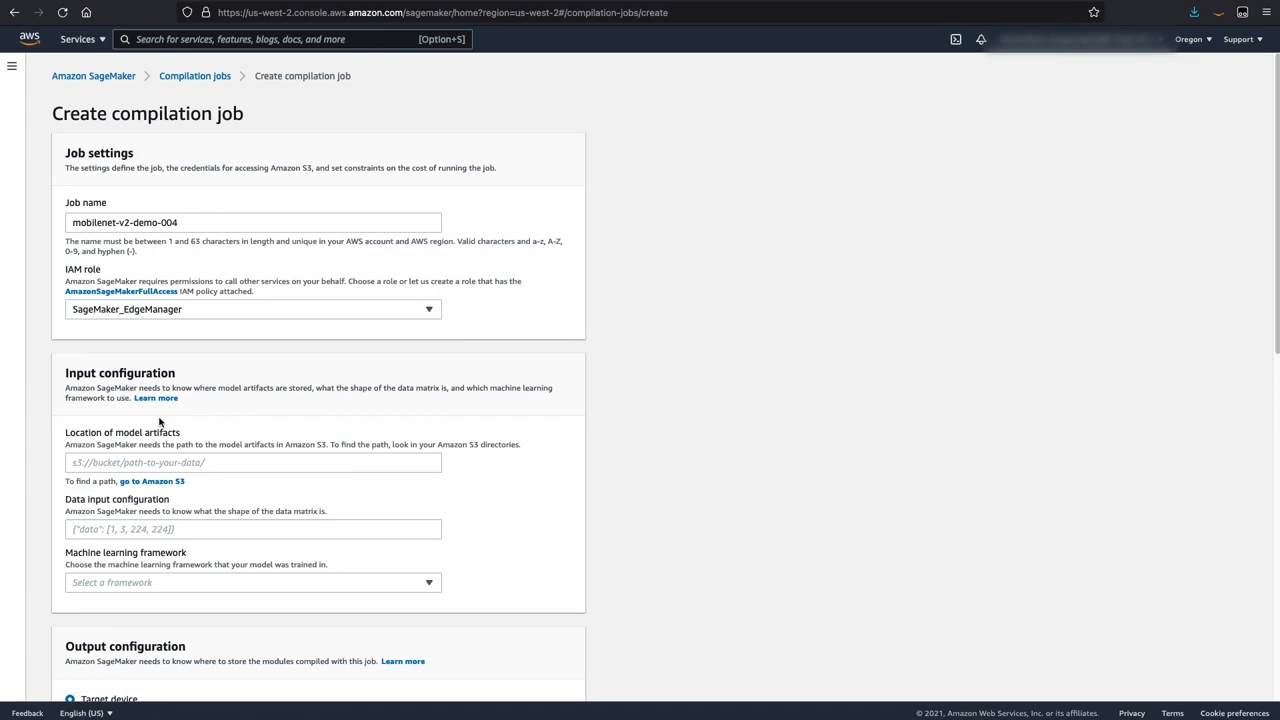 https://us-west-2.console.aws.amazon.com/sagemaker/home?region=us-west-2#/compilation-jobs/create
aws
Services
Search for services, features, blogs, docs, and more
[Option+S]
Oregon
Support
Amazon SageMaker
Compilation jobs
Create compilation job
Create compilation job
Job settings
The settings define the job, the credentials for accessing Amazon S3, and set constraints on the cost of running the job.
Job name
mobilenet-v2-demo-004
The name must be between 1 and 63 characters in length and unique in your AWS account and AWS region. Valid characters and a-z, A-Z,
0-9, and hyphen (-).
IAM role
Amazon SageMaker requires permissions to call other services on your behalf. Choose a role or let us create a role that has the
AmazonSageMakerFullAccess IAM policy attached.
SageMaker_EdgeManager
Input configuration
Amazon SageMaker needs to know where model artifacts are stored, what the shape of the data matrix is, and which machine learning
framework to use. Learn more
Location of model artifacts
Amazon SageMaker needs the path to the model artifacts in Amazon S3. To find the path, look in your Amazon S3 directories.
s3://bucket/path-to-your-data/
To find a path, go to Amazon S3
Data input configuration
Amazon SageMaker needs to know what the shape of the data matrix is.
{"data": [1, 3, 224, 224]}
Machine learning framework
Choose the machine learning framework that your model was trained in.
Select a framework
Output configuration
Amazon SageMaker needs to know where to store the modules compiled with this job. Learn more
Target device
Feedback
English (US)
© 2021, Amazon Web Services, Inc. or its affiliates.
Privacy
Terms
Cookie preferences